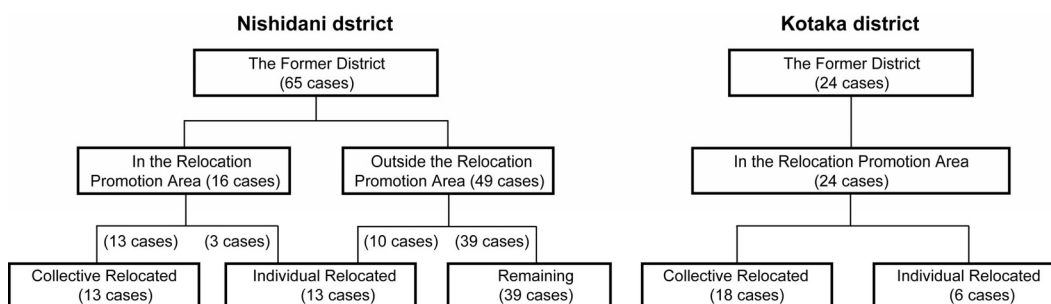 Nishidani dstrict
Kotaka dstrict
The Former District
(65 cases)
The Former District
(24 cases)
In the Relocation
Promotion Area (16 cases)
Outside the Relocation
Promotion Area (49 cases)
In the Relocation Promotion Area
(24 cases)
(13 cases)
(3 cases)
(10 cases)
(39 cases)
Collective Relocated
(13 cases)
Individual Relocated
(13 cases)
Remaining
(39 cases)
Collective Relocated
(18 cases)
Individual Relocated
(6 cases)